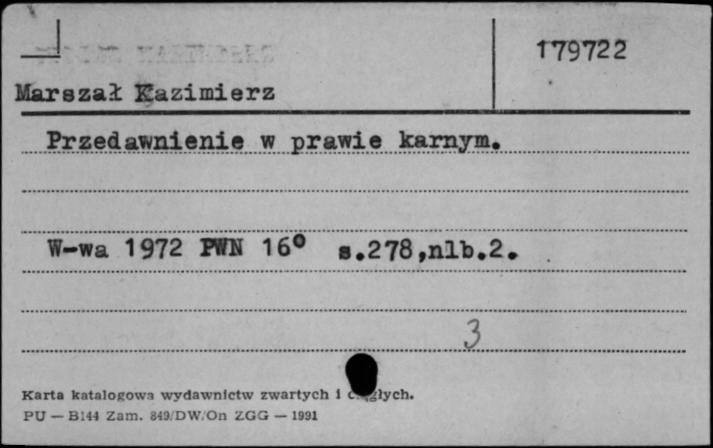 179722
Marszał Kazimierz
Przedawnienie w prawie karnym.
W-wa 1972 PWN 16° s.278,nlb.2.
3
Karta katalogowa wydawnictw zwartych i
PU — B144 Zam. 849/DW/On ZGG — 1991